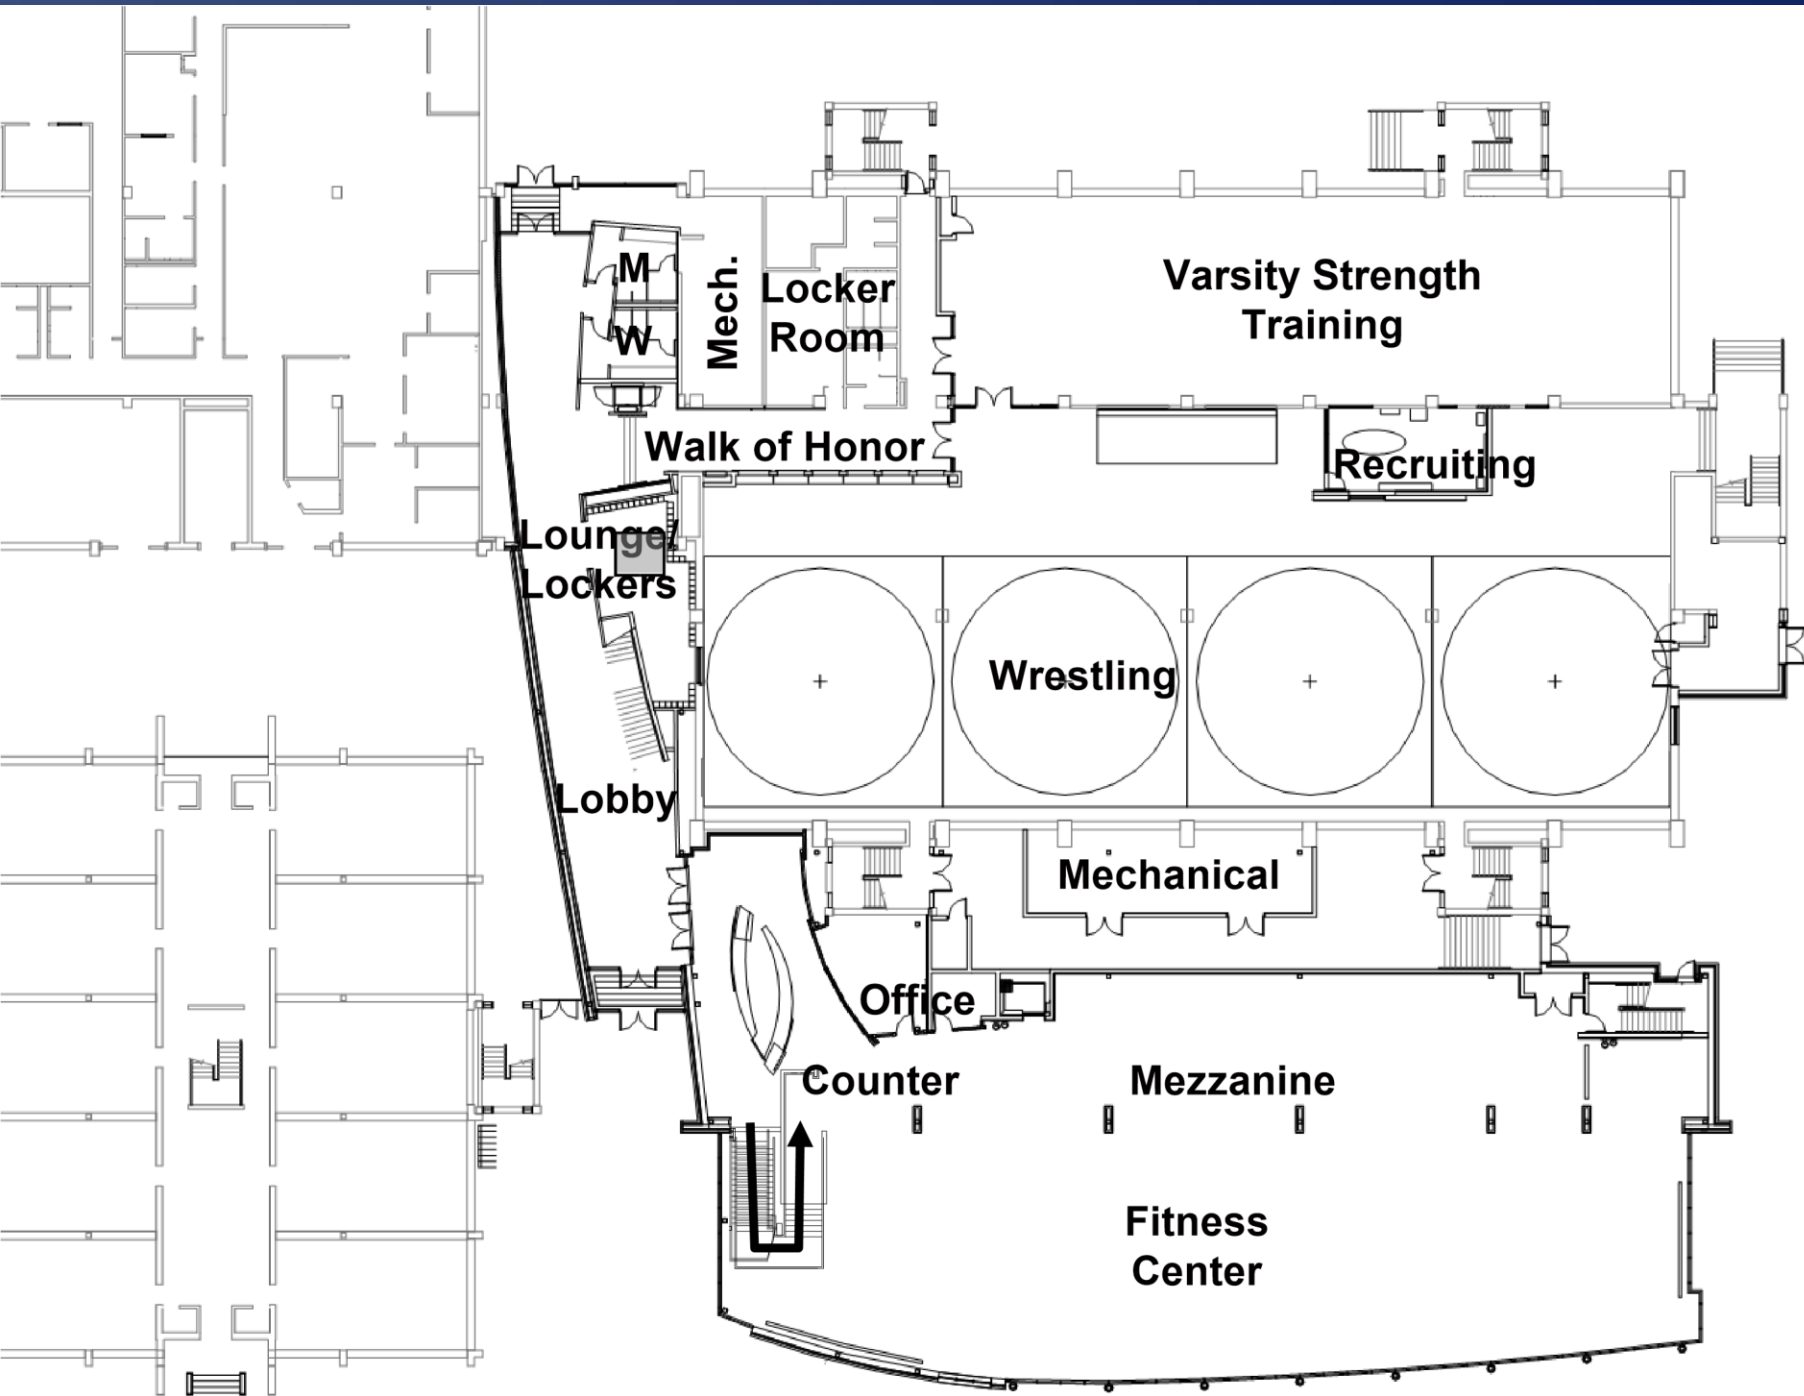 M
W
Mech.
Locker
Room
Varsity Strength
Training
Walk of Honor
Recruiting
Lounge/
Lockers
Wrestling
Lobby
Mechanical
Office
Counter
Mezzanine
Fitness
Center